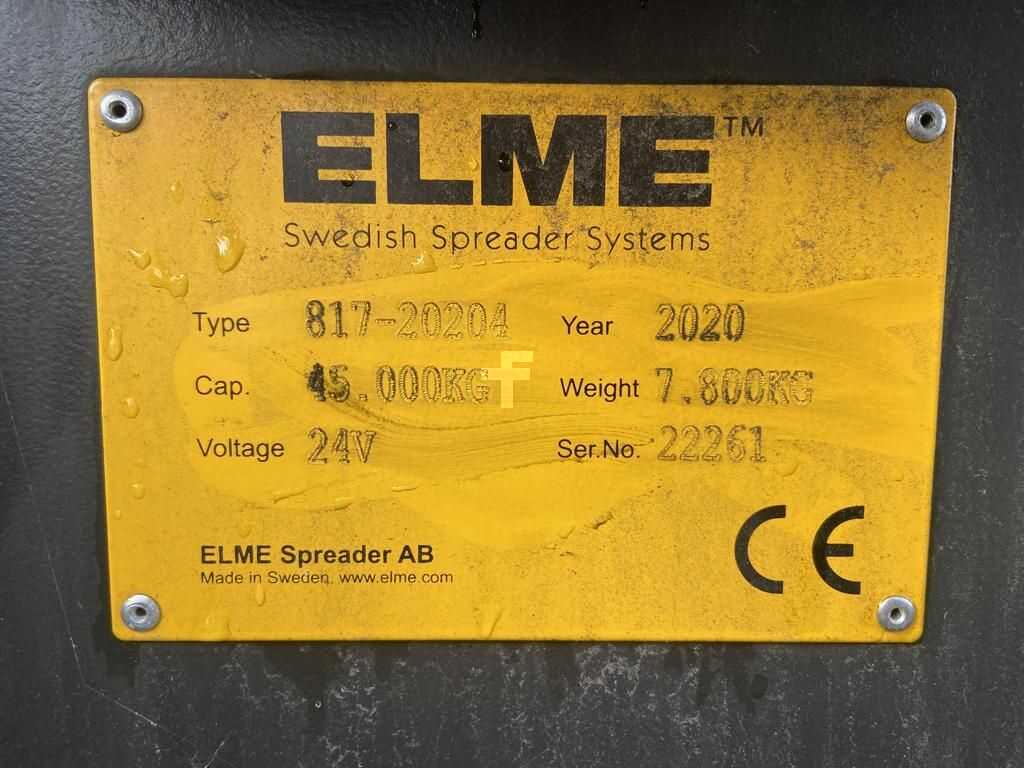 ELME™
Swedish Spreader Systems
Type 817-20204 Year 2020
Cap. 45.000KG Weight 7.800KG
Voltage 24V Ser.No. 22261
ELME Spreader AB
Made in Sweden. www.elme.com
CE